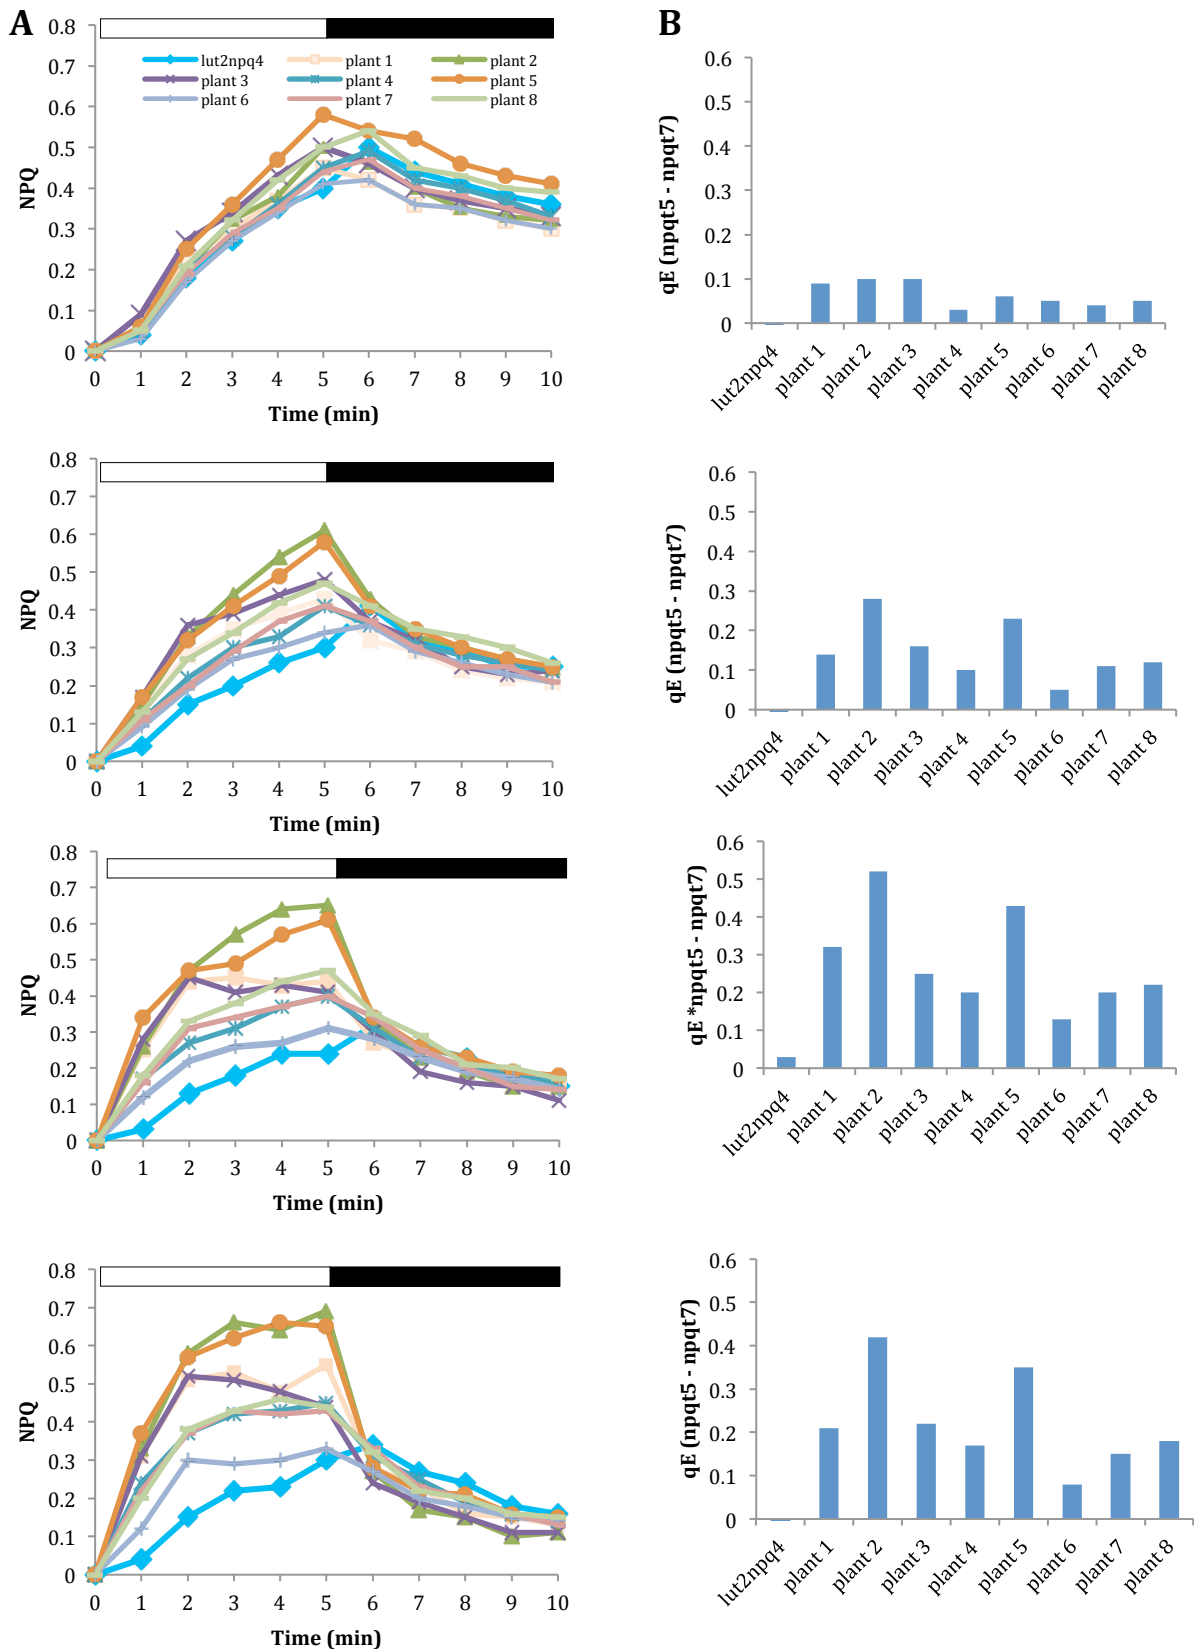 A
B
0.8
0.7
0.6
0.5
0.4
0.3
0.2
0.1
0
NPQ
lut2npq4
plant 1
plant 2
plant 3
plant 4
plant 5
plant 6
plant 7
plant 8
0 1 2 3 4 5 6 7 8 9 10
Time (min)
0.6
0.5
0.4
0.3
0.2
0.1
0
qE (npqt5 - npqt7)
lut2npq4
plant 1
plant 2
plant 3
plant 4
plant 5
plant 6
plant 7
plant 8
0.8
0.7
0.6
0.5
0.4
0.3
0.2
0.1
0
NPQ
0 1 2 3 4 5 6 7 8 9 10
Time (min)
0.6
0.5
0.4
0.3
0.2
0.1
0
qE (npqt5 - npqt7)
lut2npq4
plant 1
plant 2
plant 3
plant 4
plant 5
plant 6
plant 7
plant 8
0.8
0.7
0.6
0.5
0.4
0.3
0.2
0.1
0
NPQ
0 1 2 3 4 5 6 7 8 9 10
Time (min)
0.6
0.5
0.4
0.3
0.2
0.1
0
qE *npqt5 - npqt7)
lut2npq4
plant 1
plant 2
plant 3
plant 4
plant 5
plant 6
plant 7
plant 8
0.8
0.7
0.6
0.5
0.4
0.3
0.2
0.1
0
NPQ
0 1 2 3 4 5 6 7 8 9 10
Time (min)
0.6
0.5
0.4
0.3
0.2
0.1
0
qE (npqt5 - npqt7)
lut2npq4
plant 1
plant 2
plant 3
plant 4
plant 5
plant 6
plant 7
plant 8